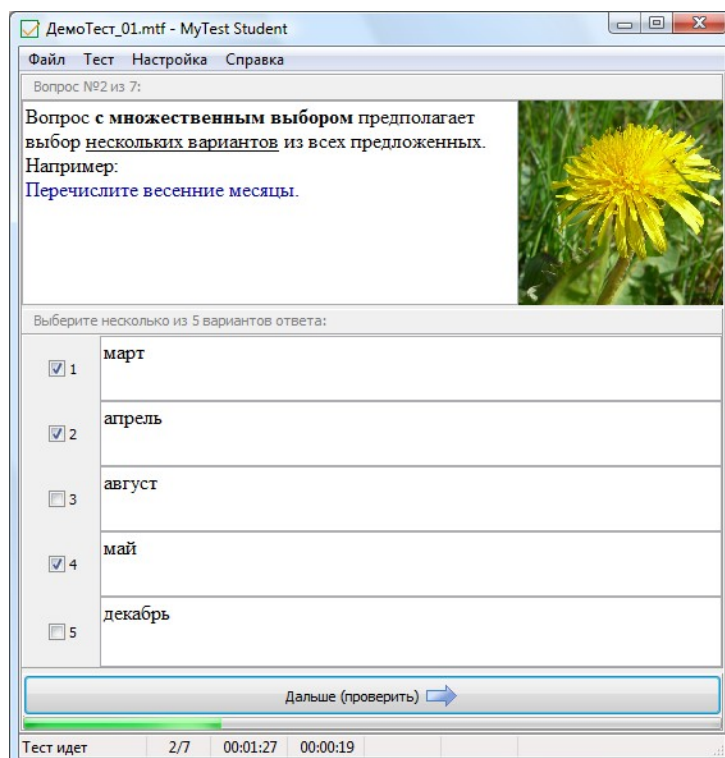 ДемоТест_01.mtf - MyTest Student
Файл Тест Настройка Справка
Вопрос №2 из 7:
Вопрос с множественным выбором предполагает
выбор нескольких вариантов из всех предложенных.
Например:
Перечислите весенние месяцы.
Выберите несколько из 5 вариантов ответа:
1 март
2 апрель
3 август
4 май
5 декабрь
Дальше (проверить)
Тест идет 2/7 00:01:27 00:00:19